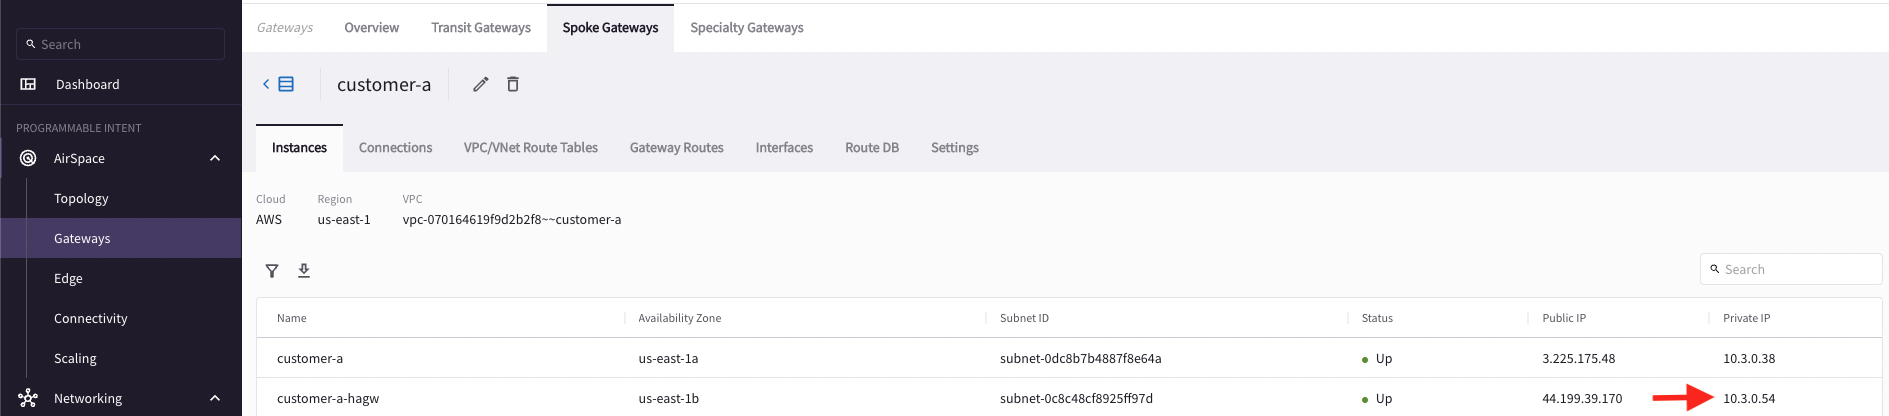 Search
Dashboard
PROGRAMMABLE INTENT
AirSpace
Topology
Gateways
Edge
Connectivity
Scaling
Networking
Gateways Overview Transit Gateways Spoke Gateways Specialty Gateways
customer-a
Instances Connections VPC/VNet Route Tables Gateway Routes Interfaces Route DB Settings
Cloud Region VPC
AWS us-east-1 vpc-070164619f9d2b2f8~~customer-a
Search
Name Availability Zone Subnet ID Status Public IP Private IP
customer-a us-east-1a subnet-0dc8b7b4887f8e64a Up 3.225.175.48 10.3.0.38
customer-a-hagw us-east-1b subnet-0c8c48cf8925ff97d Up 44.199.39.170 10.3.0.54